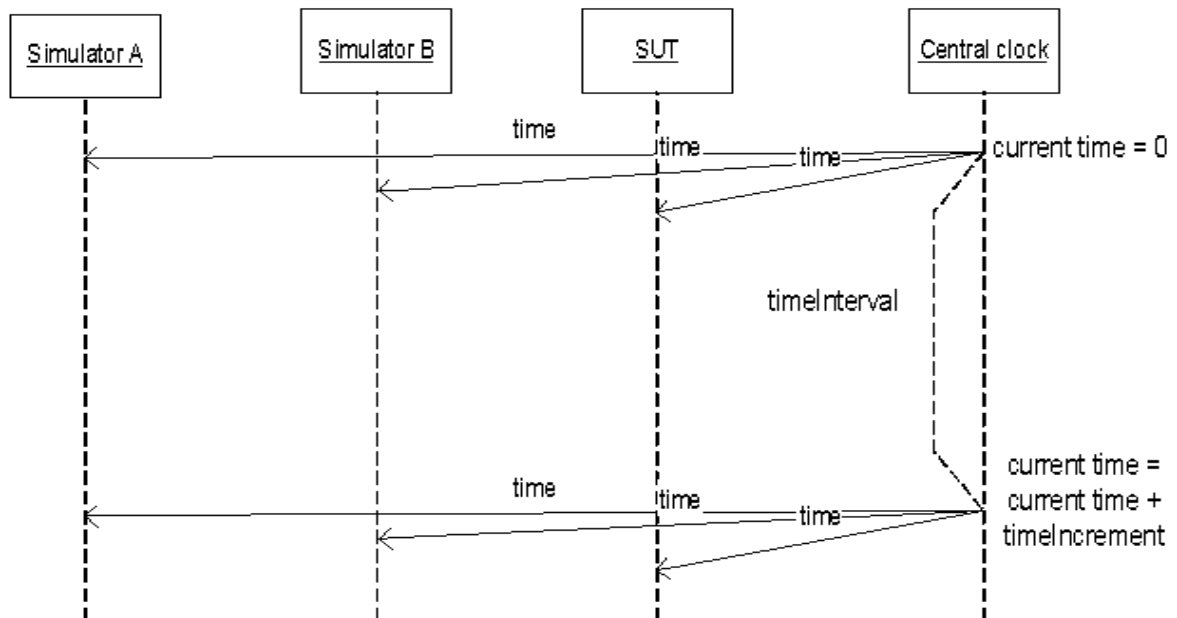 Simulator A
Simulator B
SUT
Central clock
time
time
time
current time = 0
timeInterval
time
time
time
current time =
current time +
timeIncrement